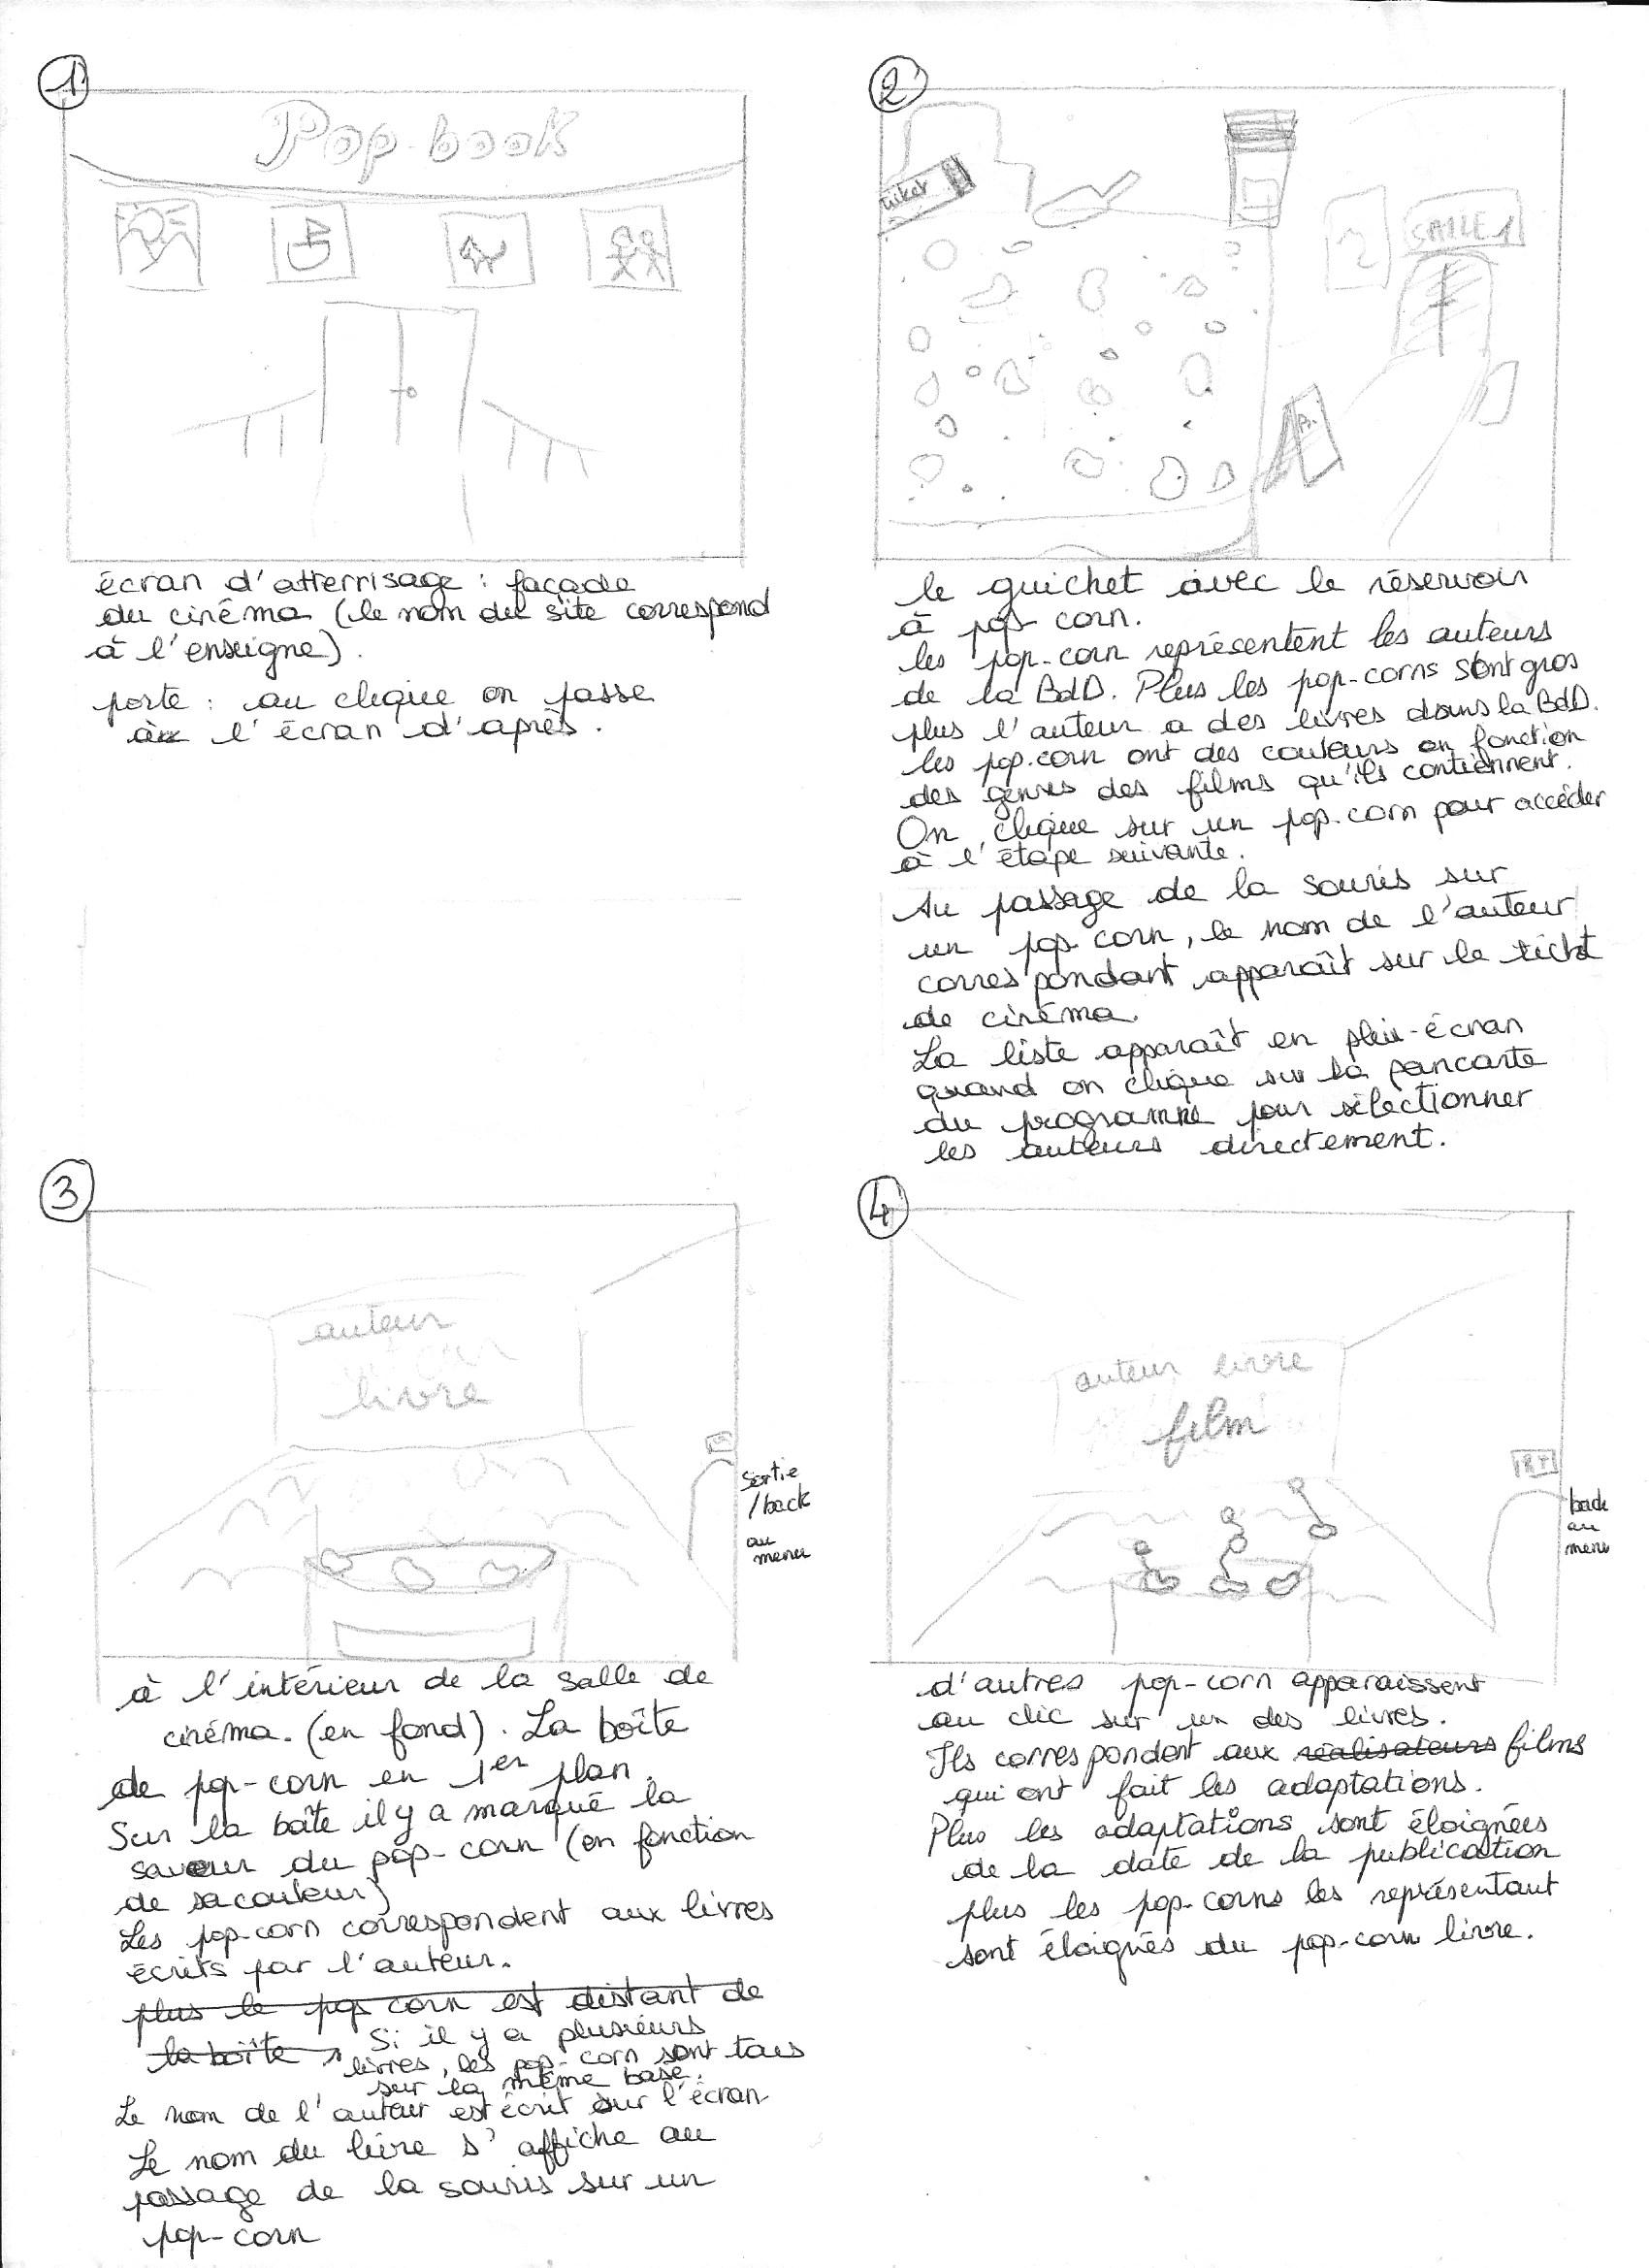 1
Pop-book
écran d'atterrisage : façade
du cinéma (le nom du site correspond
à l'enseigne).
porte : au clique on passe
à l'écran d'après.
2
ticket
SALLE 1
Pr.
le guichet avec le réservoir
à pop corn.
les pop-corn représentent les auteurs
de la BdD. Plus les pop-corns sont gros
plus l'auteur a des livres dans la BdD.
les pop-corn ont des couleurs en fonction
des genres des films qu'ils contiennent.
On clique sur un pop-corn pour accéder
à l'étape suivante.
Au passage de la souris sur
un pop corn, le nom de l'auteur
correspondant apparaît sur le ticket
de cinéma.
La liste apparaît en plein-écran
quand on clique sur la pancarte
du programme pour sélectionner
les auteurs directement.
3
auteur
livre
Sortie
/back
au
menu
à l'intérieur de la salle de
cinéma. (en fond). La boîte
de pop-corn en 1er plan.
Sur la boîte il y a marqué la
saveur du pop-corn (en fonction
de sa couleur)
Les pop-corn correspondent aux livres
écrits par l'auteur.
plus le pop corn est distant de
la boîte Si il y a plusieurs
livres, les pop-corn sont tous
sur la même base.
Le nom de l'auteur est écrit sur l'écran
Le nom du livre s'affiche au
passage de la souris sur un
pop-corn
4
auteur livre
film
back
au
menu
d'autres pop-corn apparaissent
au clic sur un des livres.
Ils correspondent aux réalisateurs films
qui ont fait les adaptations.
Plus les adaptations sont éloignées
de la date de la publication
plus les pop-corns les représentant
sont éloignés du pop-corn livre.